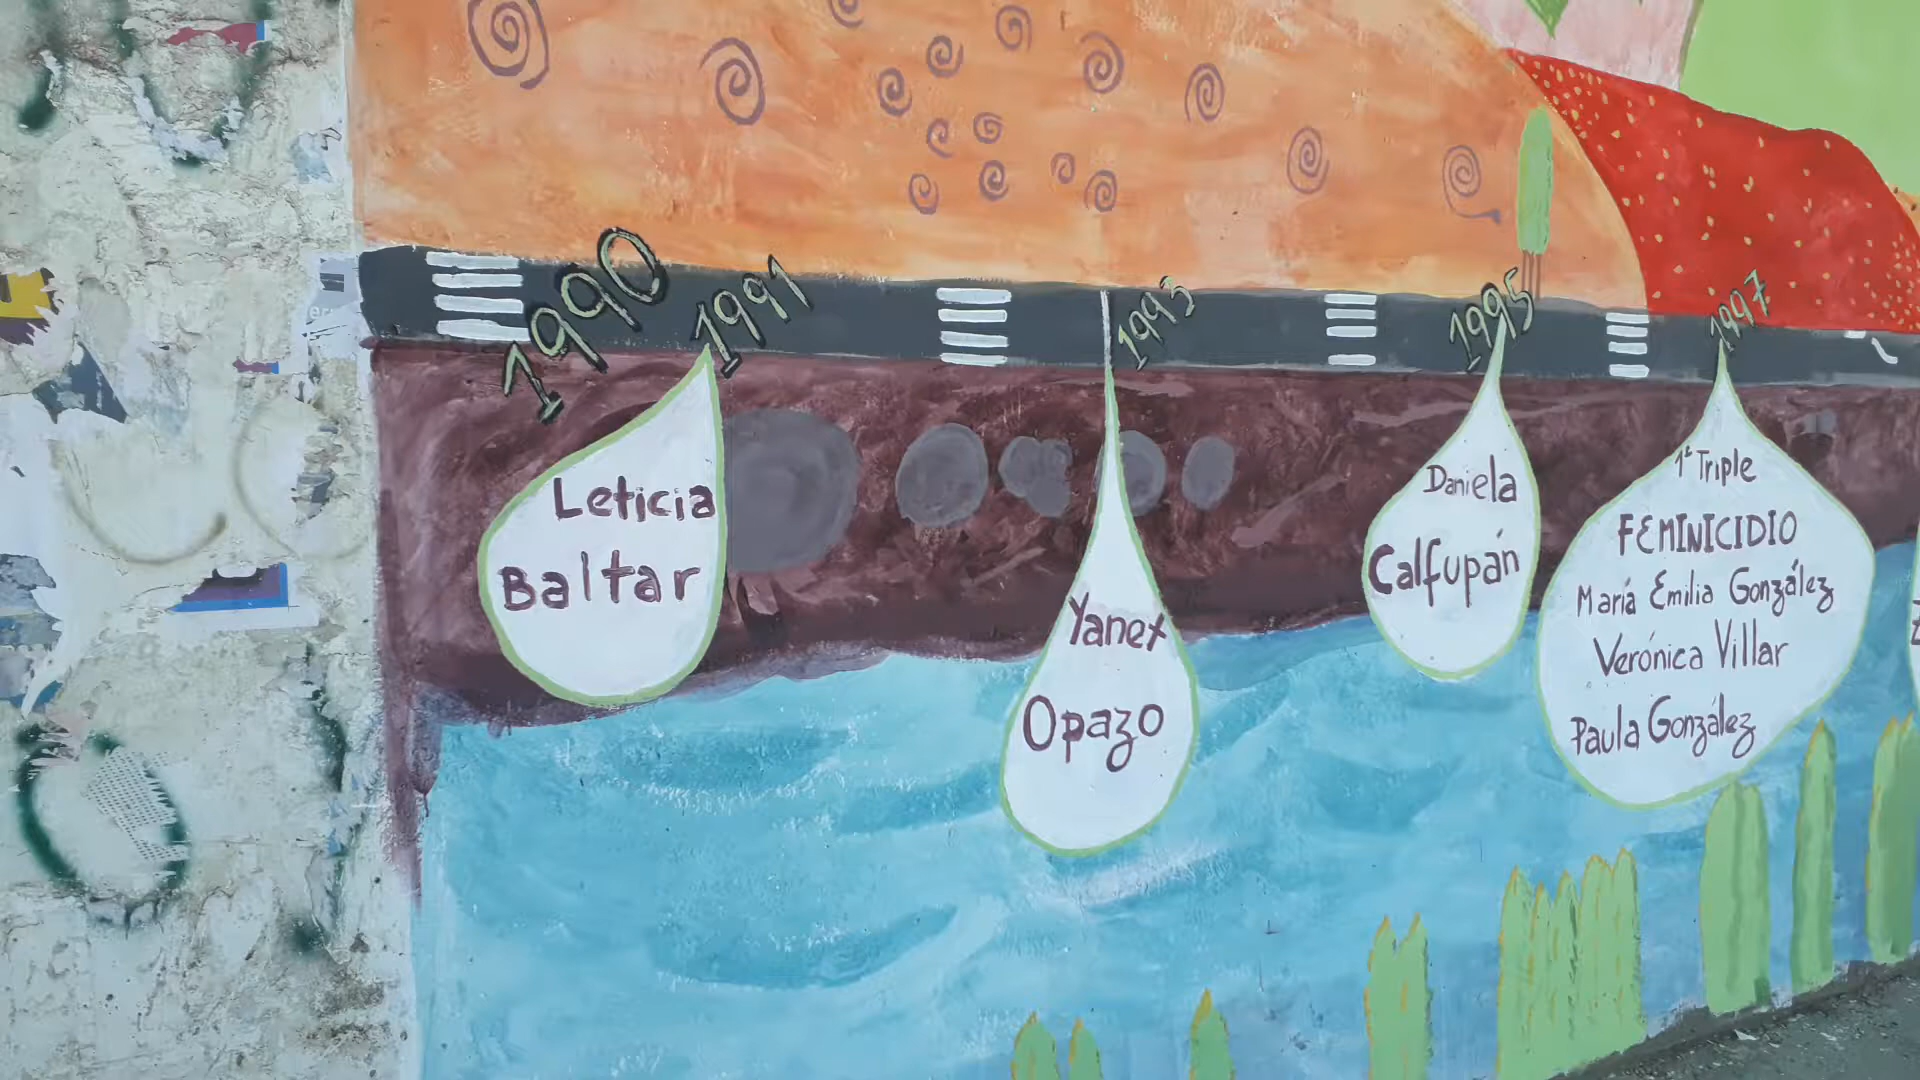 1990
1991
1993
1995
1997
Leticia
Baltar
Yanet
Opazo
Daniela
Calfupán
1º Triple
FEMINICIDIO
María Emilia González
Verónica Villar
Paula González